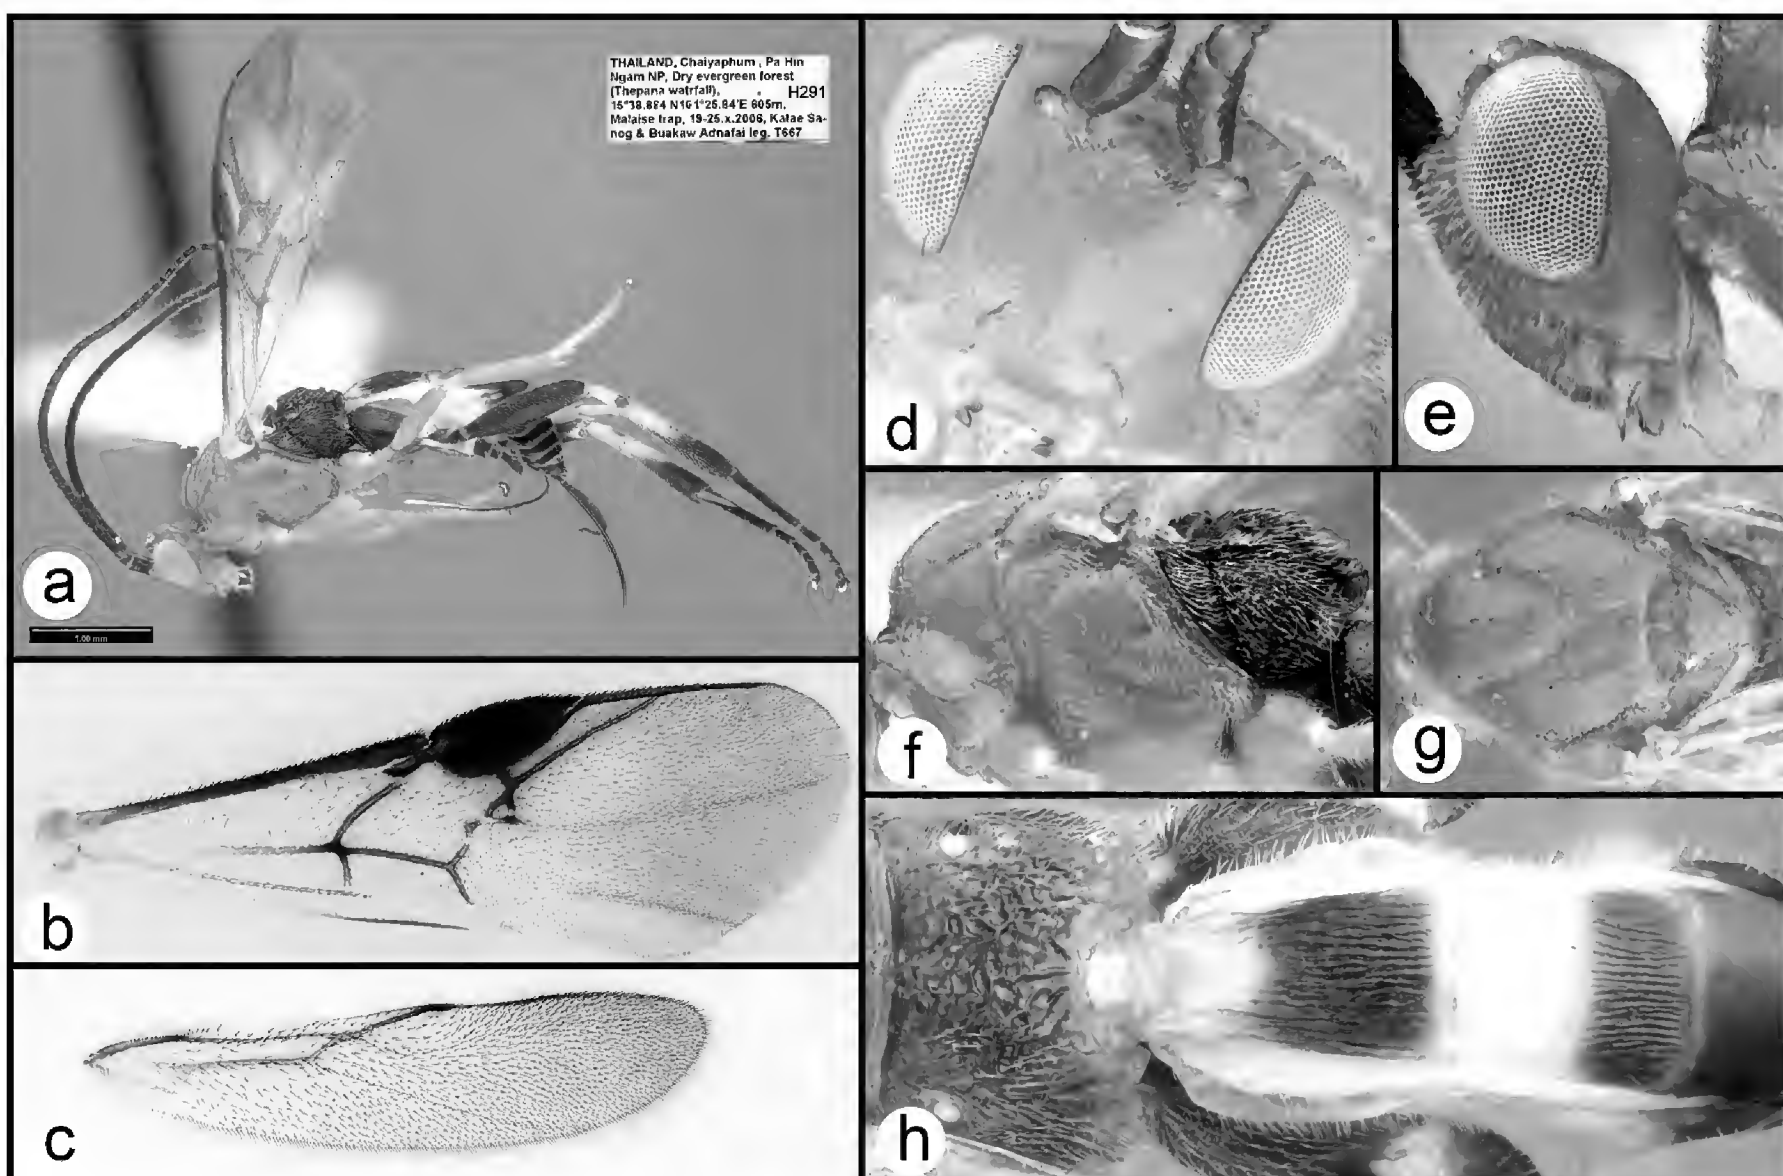 THAILAND, Chaiyaphum, Pa Hin
Ngam NP, Dry evergreen forest
(Thepana watrfall), . H291
15°38.884 N101°25.84'E 605m.
Malaise trap, 19-25.x.2006, Katae Sa-
nog & Buakaw Adnafai leg. T667
a
1.00 mm
b
c
d
e
f
g
h